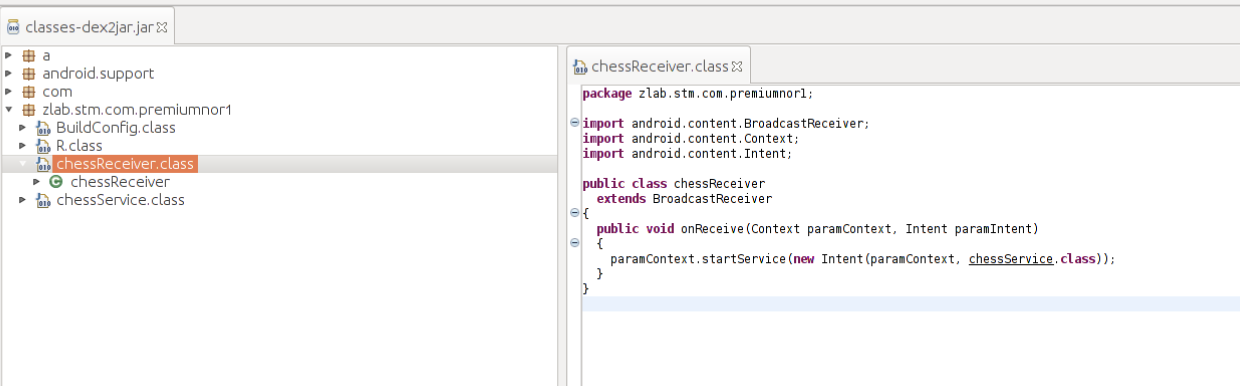 classes-dex2jar.jar
a
android.support
com
zlab.stm.com.premiumnor1
BuildConfig.class
R.class
chessReceiver.class
chessReceiver
chessService.class
chessReceiver.class
package zlab.stm.com.premiumnor1;
import android.content.BroadcastReceiver;
import android.content.Context;
import android.content.Intent;
public class chessReceiver
extends BroadcastReceiver
{
public void onReceive(Context paramContext, Intent paramIntent)
{
paramContext.startService(new Intent(paramContext, chessService.class));
}
}